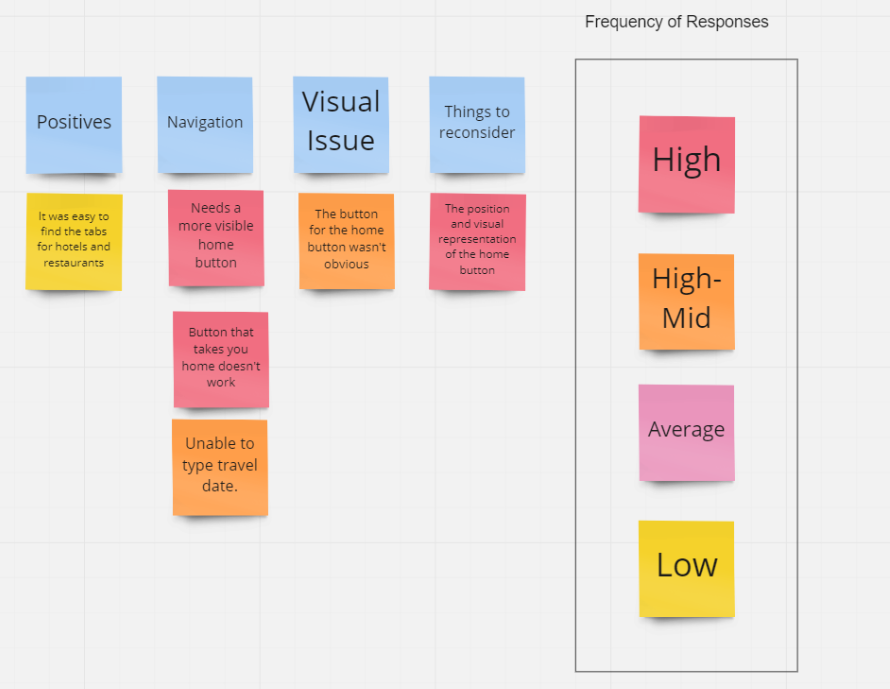 Frequency of Responses
Positives
Navigation
Visual
Issue
Things to
reconsider
It was easy to
find the tabs
for hotels and
restaurants
Needs a
more visible
home
button
The button
for the home
button wasn't
obvious
The position
and visual
representation
of the home
button
Button that
takes you
home doesn't
work
Unable to
type travel
date.
High
High-
Mid
Average
Low